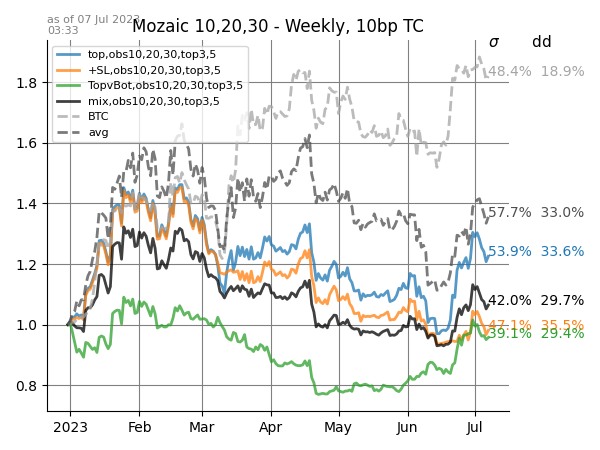 as of 07 Jul 2023
03:33
Mozaic 10,20,30 - Weekly, 10bp TC
σ dd
top,obs10,20,30,top3,5
+SL,obs10,20,30,top3,5
TopvBot,obs10,20,30,top3,5
mix,obs10,20,30,top3,5
BTC
avg
1.8
1.6
1.4
1.2
1.0
0.8
48.4% 18.9%
57.7% 33.0%
53.9% 33.6%
42.0% 29.7%
47.1% 35.5%
39.1% 29.4%
2023 Feb Mar Apr May Jun Jul